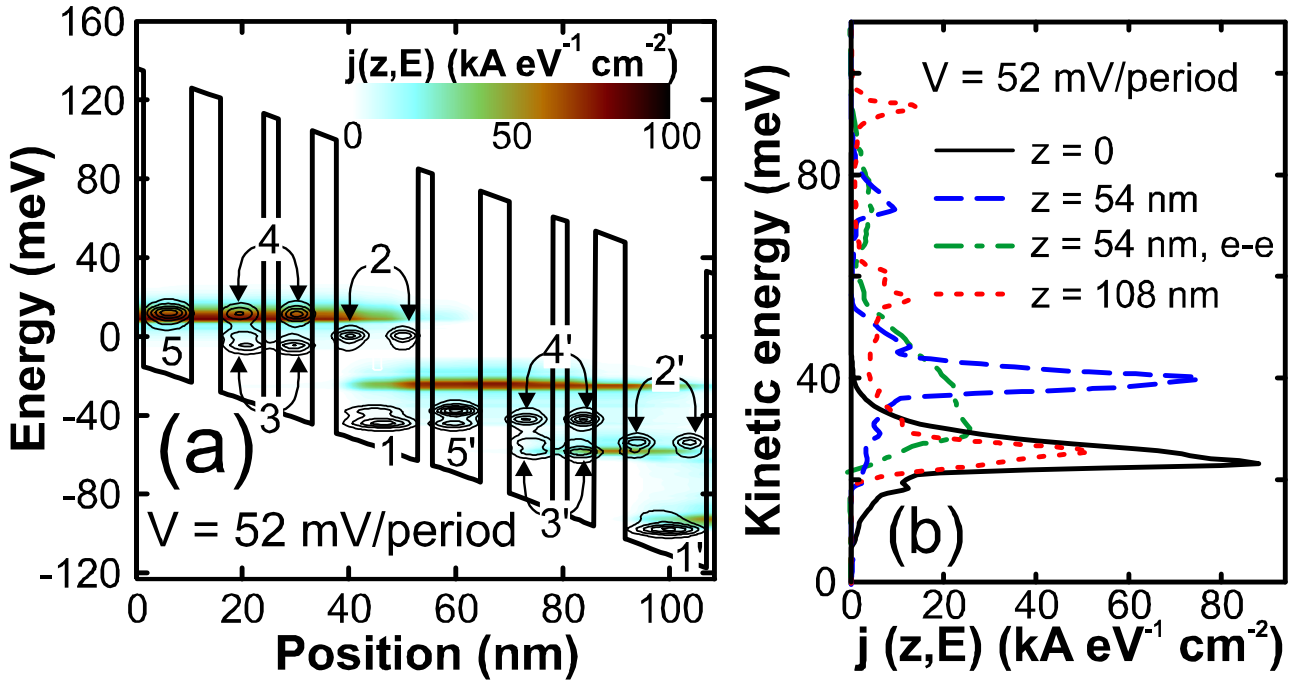 160
120
80
40
0
-40
-80
-120
Energy (meV)
j(z,E) (kA eV⁻¹ cm⁻²)
0 50 100
4
2
5
3
1
4'
2'
5'
3'
1'
(a)
V = 52 mV/period
0 20 40 60 80 100
Position (nm)
80
40
0
Kinetic energy (meV)
V = 52 mV/period
z = 0
z = 54 nm
z = 54 nm, e-e
z = 108 nm
(b)
0 20 40 60 80
j (z,E) (kA eV⁻¹ cm⁻²)